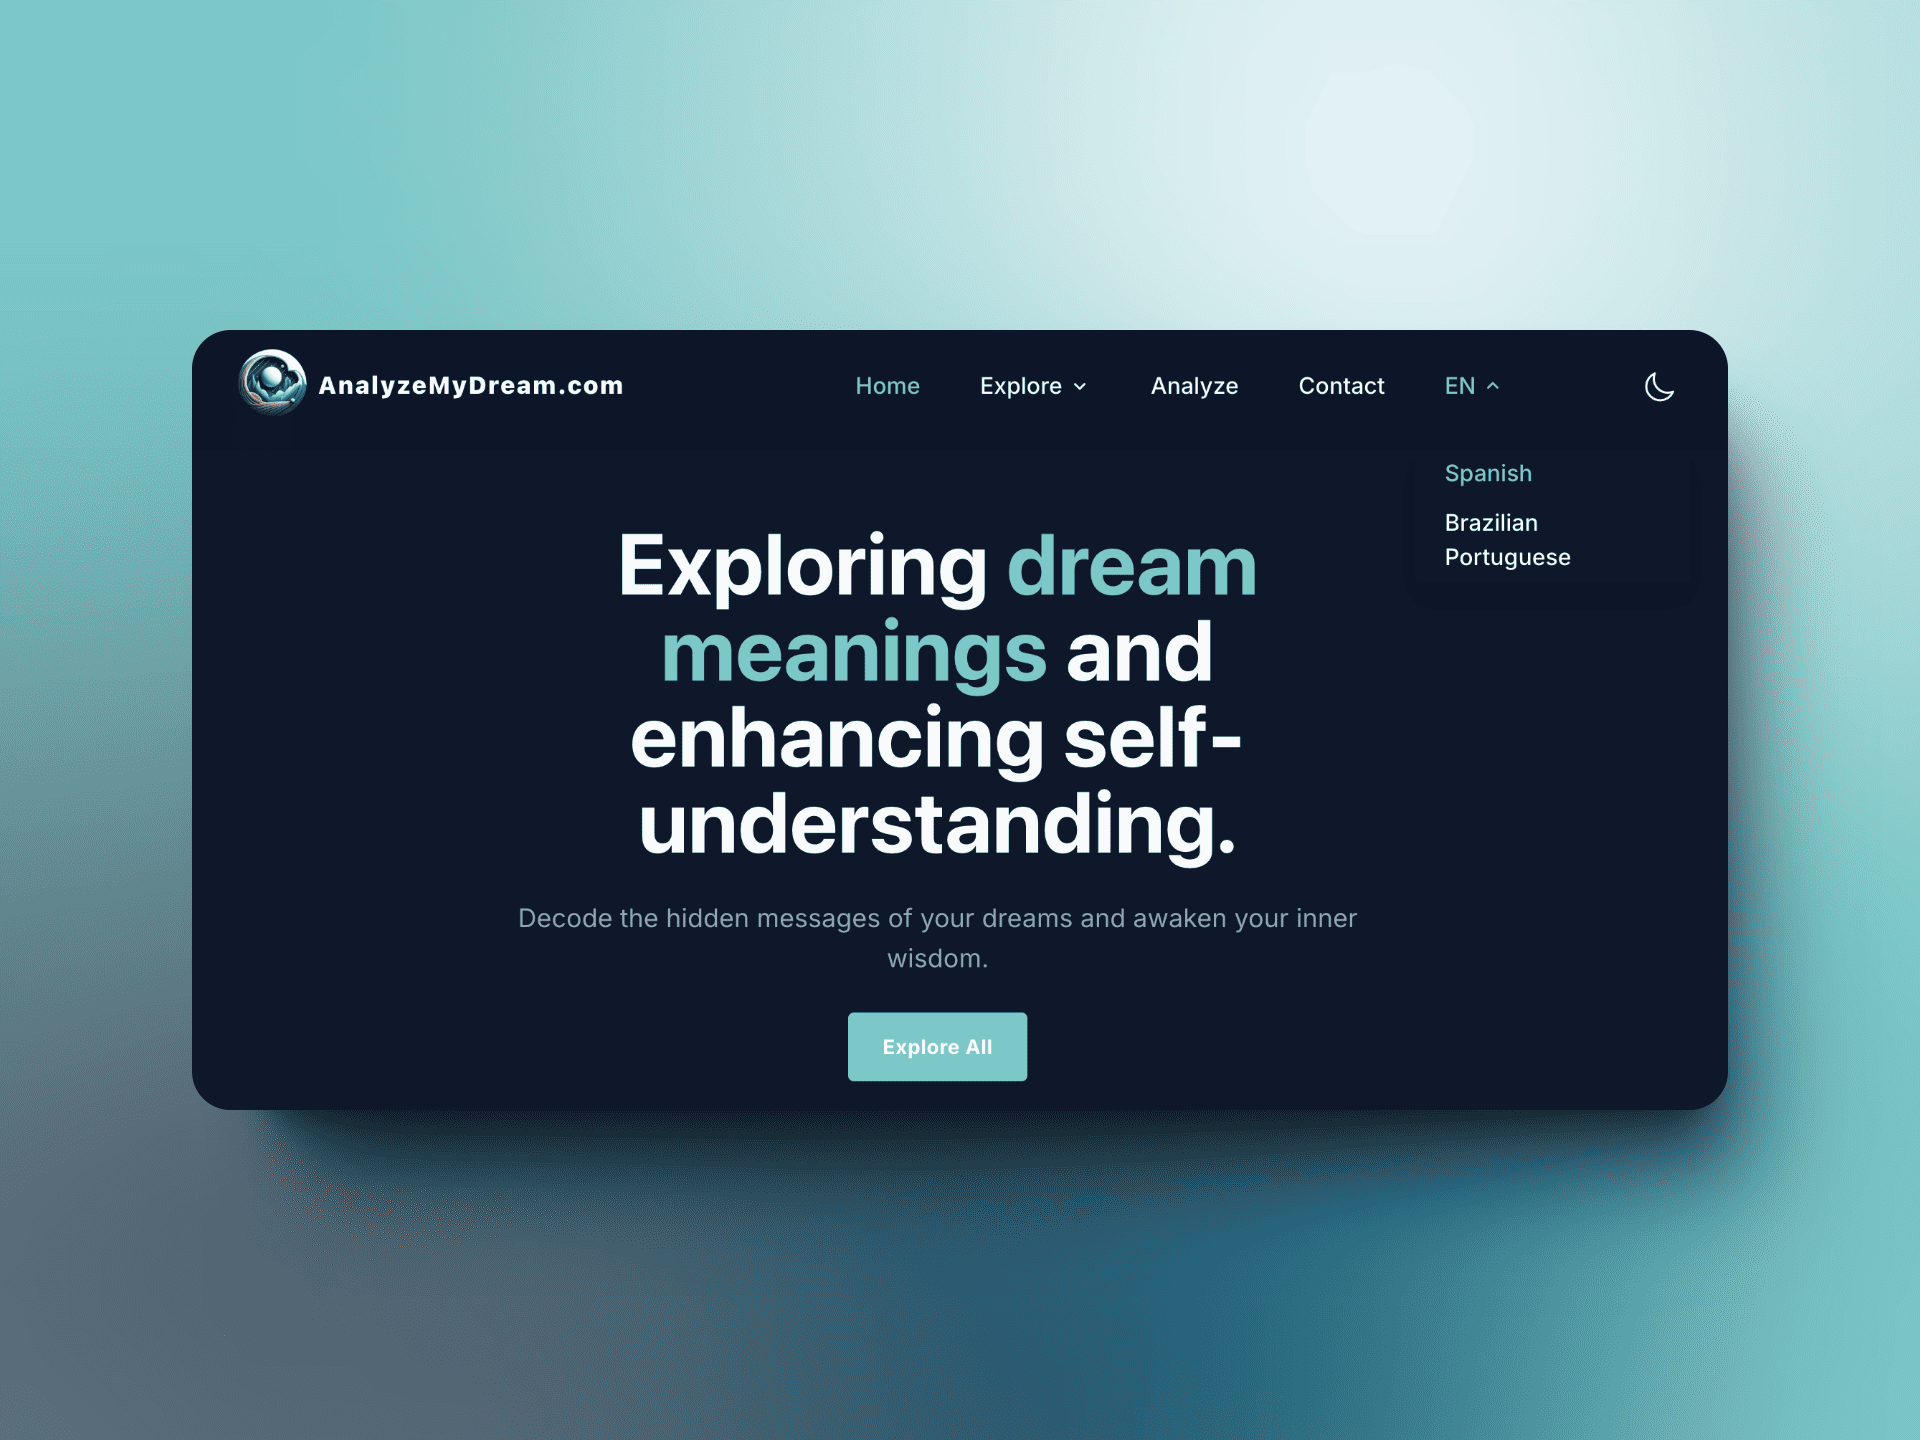 AnalyzeMyDream.com
Home
Explore
Analyze
Contact
EN
Spanish
Brazilian
Portuguese
Exploring dream
meanings and
enhancing self-
understanding.
Decode the hidden messages of your dreams and awaken your inner
wisdom.
Explore All